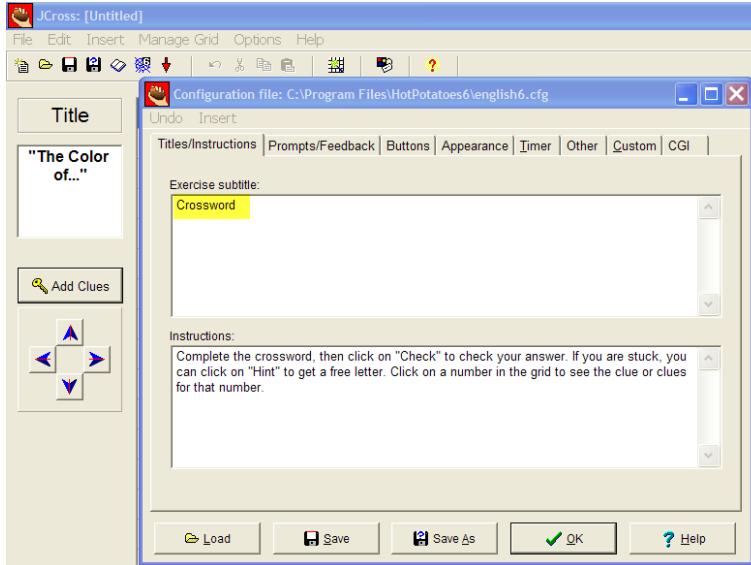 JCross: [Untitled]
File Edit Insert Manage Grid Options Help
?
Configuration file: C:\Program Files\HotPotatoes6\english6.cfg
Undo Insert
Title
Titles/Instructions Prompts/Feedback Buttons Appearance Timer Other Custom CGI
"The Color
of..."
Exercise subtitle:
Crossword
Add Clues
Instructions:
Complete the crossword, then click on "Check" to check your answer. If you are stuck, you
can click on "Hint" to get a free letter. Click on a number in the grid to see the clue or clues
for that number.
Load Save Save As OK ? Help